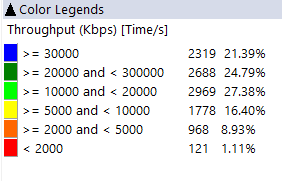 Color Legends
Throughput (Kbps) [Time/s]
>= 30000 2319 21.39%
>= 20000 and < 300000 2688 24.79%
>= 10000 and < 20000 2969 27.38%
>= 5000 and < 10000 1778 16.40%
>= 2000 and < 5000 968 8.93%
< 2000 121 1.11%